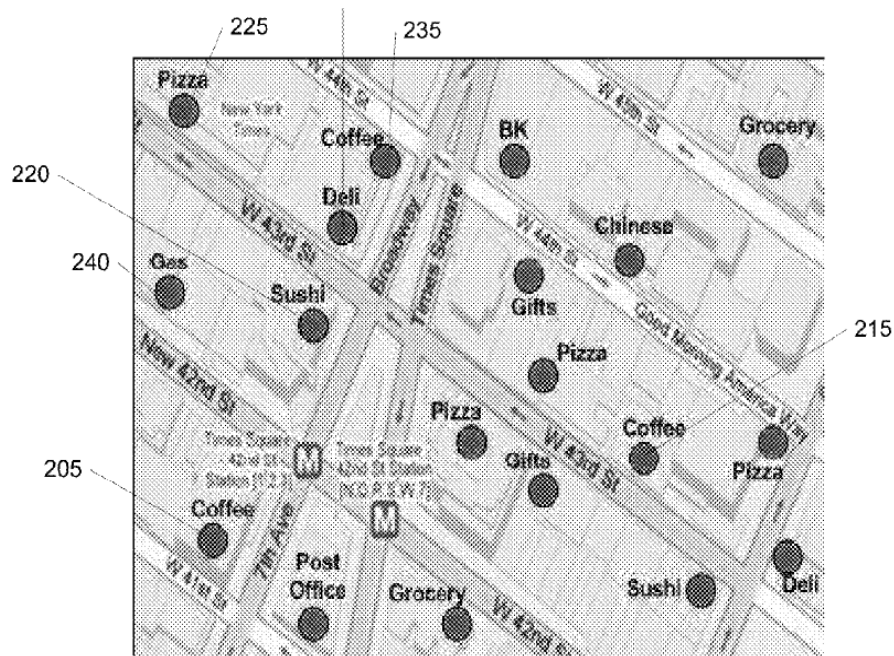 225
235
Pizza
New York
Times
W 44th St
Coffee
BK
W 45th St
Grocery
220
Deli
W 43rd St
Broadway
Times Square
W 44th St
Chinese
240
Gas
Sushi
Gifts
Good Morning America Way
215
New 42nd St
Pizza
Pizza
Coffee
Pizza
Times Square
42nd St
Station [1,2,3]
M
Times Square
42nd St Station
[N,Q,R,S,W,7]
M
Gifts
W 43rd St
205
Coffee
7th Ave
W 41st St
Post
Office
Grocery
W 42nd St
Sushi
Deli